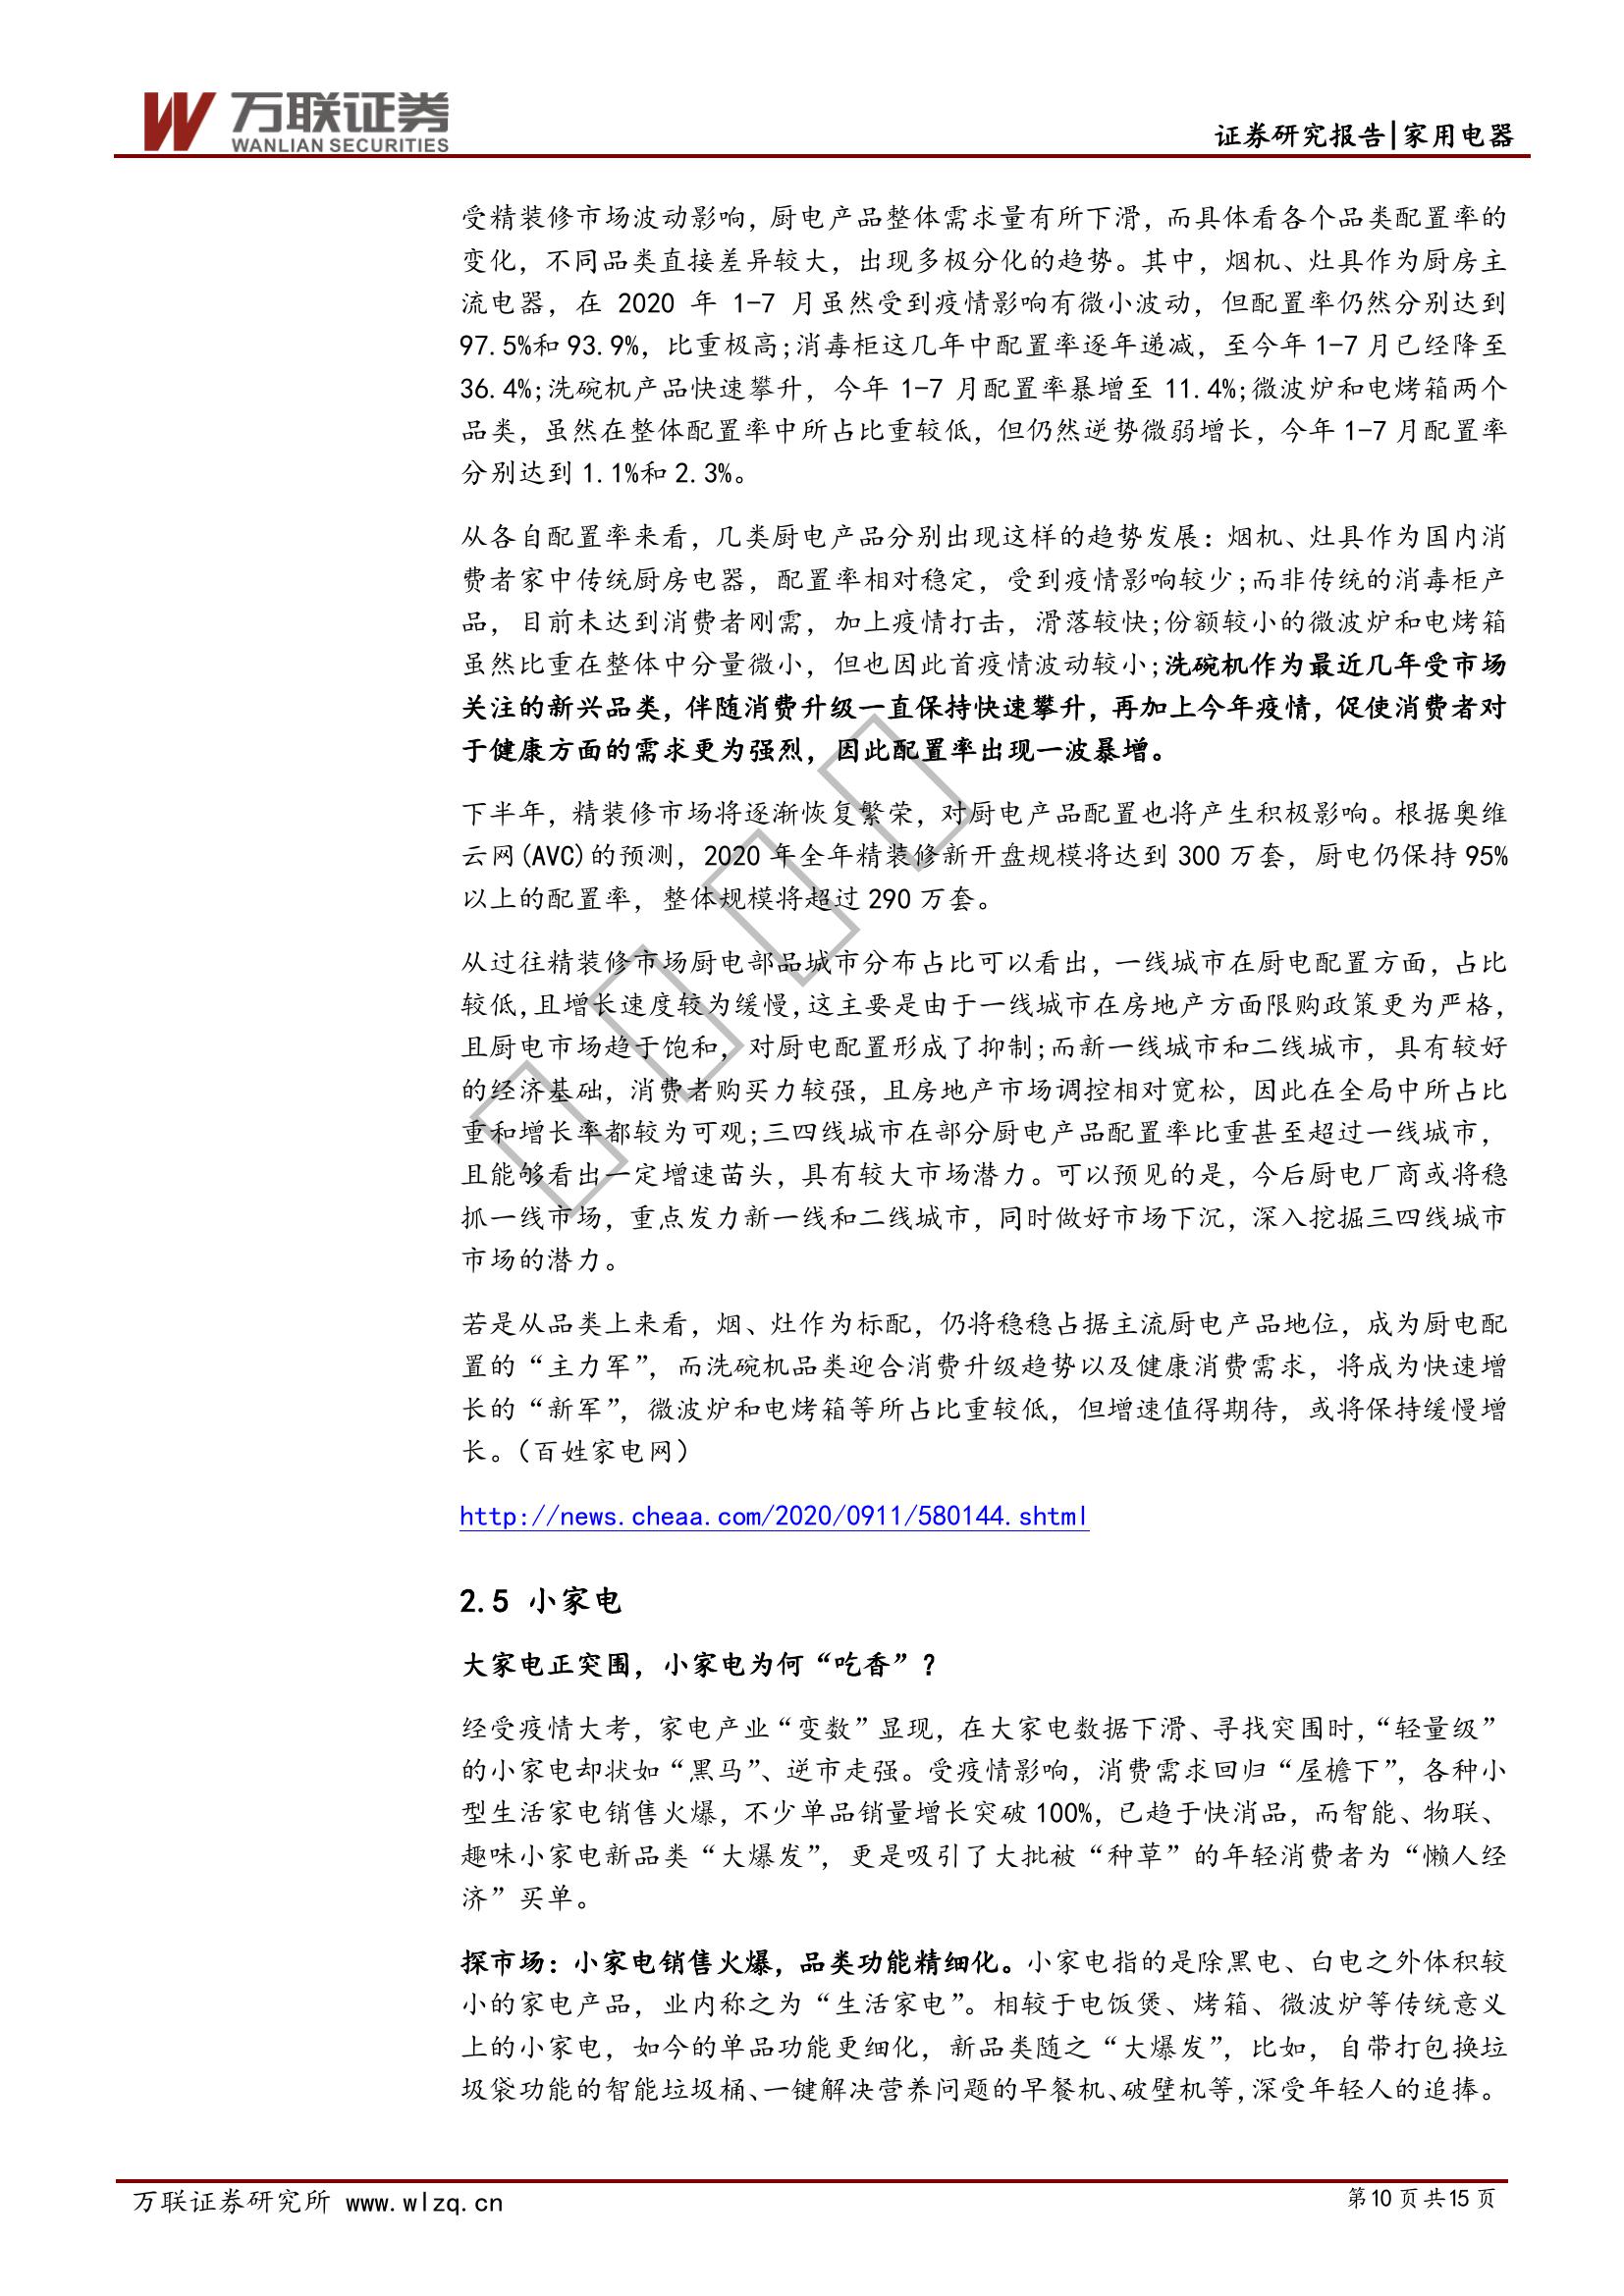 万联证券
WANLIAN SECURITIES
证券研究报告|家用电器
受精装修市场波动影响，厨电产品整体需求量有所下滑，而具体看各个品类配置率的
变化，不同品类直接差异较大，出现多极分化的趋势。其中，烟机、灶具作为厨房主
流电器，在 2020 年 1-7 月虽然受到疫情影响有微小波动，但配置率仍然分别达到
97.5%和 93.9%，比重极高;消毒柜这几年中配置率逐年递减，至今年 1-7 月已经降至
36.4%;洗碗机产品快速攀升，今年 1-7 月配置率暴增至 11.4%;微波炉和电烤箱两个
品类，虽然在整体配置率中所占比重较低，但仍然逆势微弱增长，今年 1-7 月配置率
分别达到 1.1%和 2.3%。
从各自配置率来看，几类厨电产品分别出现这样的趋势发展：烟机、灶具作为国内消
费者家中传统厨房电器，配置率相对稳定，受到疫情影响较少;而非传统的消毒柜产
品，目前未达到消费者刚需，加上疫情打击，滑落较快;份额较小的微波炉和电烤箱
虽然比重在整体中分量微小，但也因此首疫情波动较小;洗碗机作为最近几年受市场
关注的新兴品类，伴随消费升级一直保持快速攀升，再加上今年疫情，促使消费者对
于健康方面的需求更为强烈，因此配置率出现一波暴增。
下半年，精装修市场将逐渐恢复繁荣，对厨电产品配置也将产生积极影响。根据奥维
云网(AVC)的预测，2020 年全年精装修新开盘规模将达到 300 万套，厨电仍保持 95%
以上的配置率，整体规模将超过 290 万套。
从过往精装修市场厨电部品城市分布占比可以看出，一线城市在厨电配置方面，占比
较低，且增长速度较为缓慢，这主要是由于一线城市在房地产方面限购政策更为严格，
且厨电市场趋于饱和，对厨电配置形成了抑制;而新一线城市和二线城市，具有较好
的经济基础，消费者购买力较强，且房地产市场调控相对宽松，因此在全局中所占比
重和增长率都较为可观;三四线城市在部分厨电产品配置率比重甚至超过一线城市，
且能够看出一定增速苗头，具有较大市场潜力。可以预见的是，今后厨电厂商或将稳
抓一线市场，重点发力新一线和二线城市，同时做好市场下沉，深入挖掘三四线城市
市场的潜力。
若是从品类上来看，烟、灶作为标配，仍将稳稳占据主流厨电产品地位，成为厨电配
置的“主力军”，而洗碗机品类迎合消费升级趋势以及健康消费需求，将成为快速增
长的“新军”，微波炉和电烤箱等所占比重较低，但增速值得期待，或将保持缓慢增
长。（百姓家电网）
http://news.cheaa.com/2020/0911/580144.shtml
2.5 小家电
大家电正突围，小家电为何“吃香”？
经受疫情大考，家电产业“变数”显现，在大家电数据下滑、寻找突围时，“轻量级”
的小家电却状如“黑马”、逆市走强。受疫情影响，消费需求回归“屋檐下”，各种小
型生活家电销售火爆，不少单品销量增长突破 100%，已趋于快消品，而智能、物联、
趣味小家电新品类“大爆发”，更是吸引了大批被“种草”的年轻消费者为“懒人经
济”买单。
探市场：小家电销售火爆，品类功能精细化。小家电指的是除黑电、白电之外体积较
小的家电产品，业内称之为“生活家电”。相较于电饭煲、烤箱、微波炉等传统意义
上的小家电，如今的单品功能更细化，新品类随之“大爆发”，比如，自带打包换垃
圾袋功能的智能垃圾桶、一键解决营养问题的早餐机、破壁机等，深受年轻人的追捧。
万联证券研究所 www.wlzq.cn
第 10 页 共 15 页